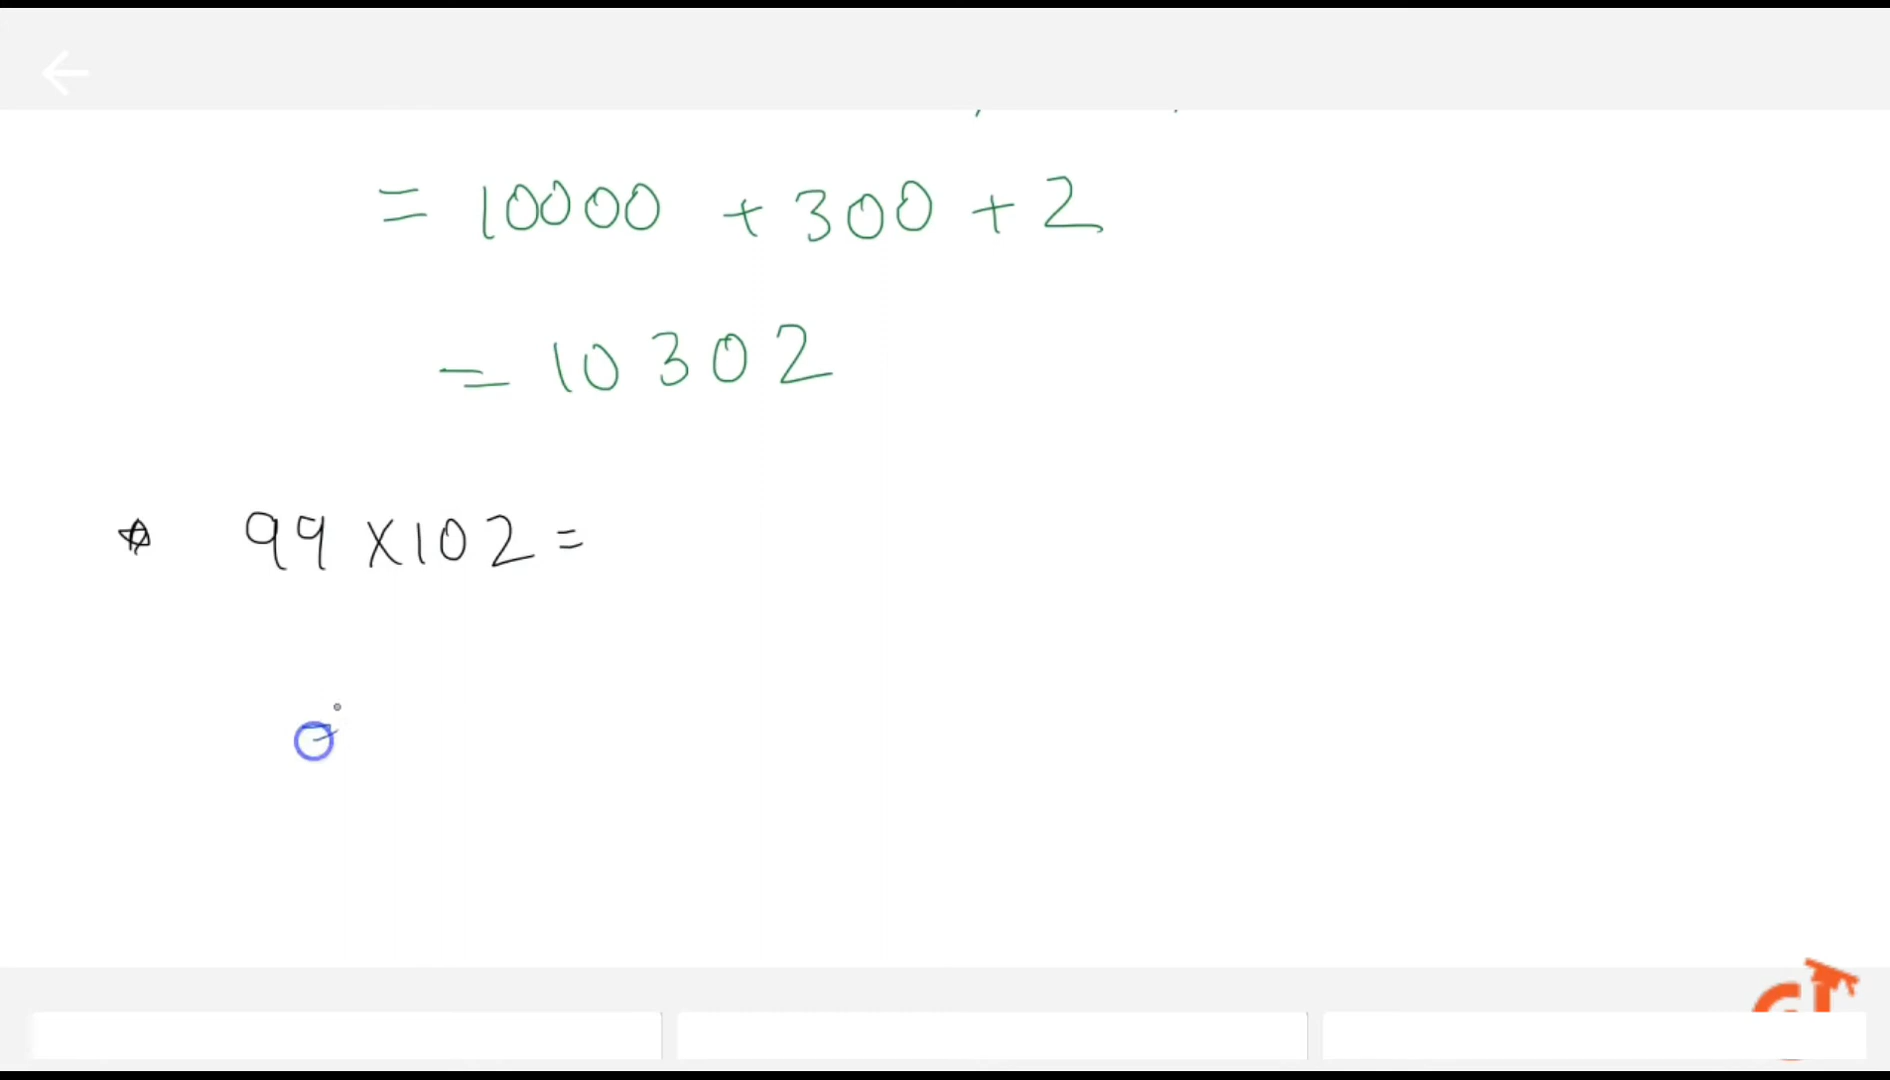 = 10000 + 300 + 2
= 10302
☆ 99 × 102 =
=